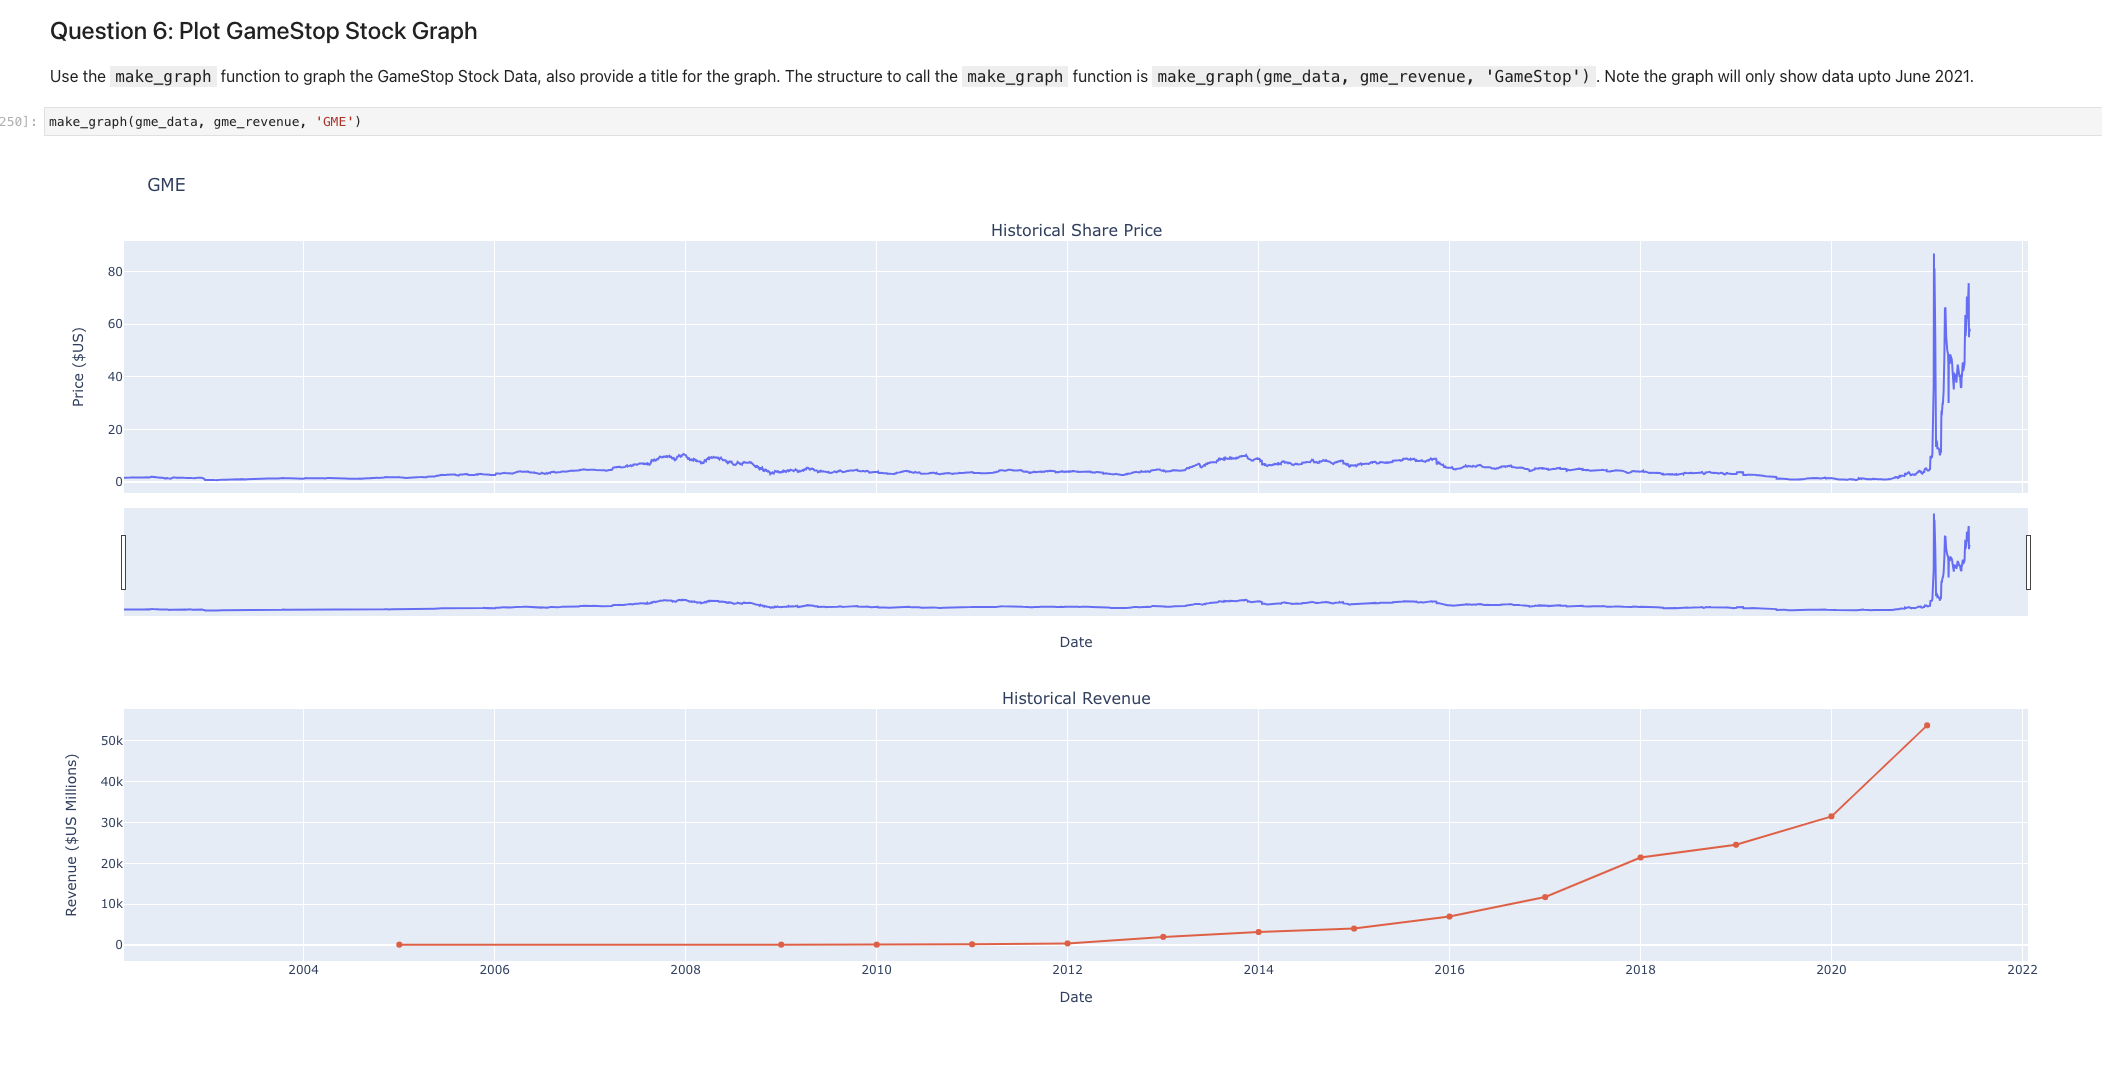 Question 6: Plot GameStop Stock Graph
Use the make_graph function to graph the GameStop Stock Data, also provide a title for the graph. The structure to call the make_graph function is make_graph(gme_data, gme_revenue, 'GameStop') . Note the graph will only show data upto June 2021.
250]: make_graph(gme_data, gme_revenue, 'GME')
GME
Historical Share Price
80
60
40
20
0
Price ($US)
Date
Historical Revenue
50k
40k
30k
20k
10k
0
Revenue ($US Millions)
2004 2006 2008 2010 2012 2014 2016 2018 2020 2022
Date